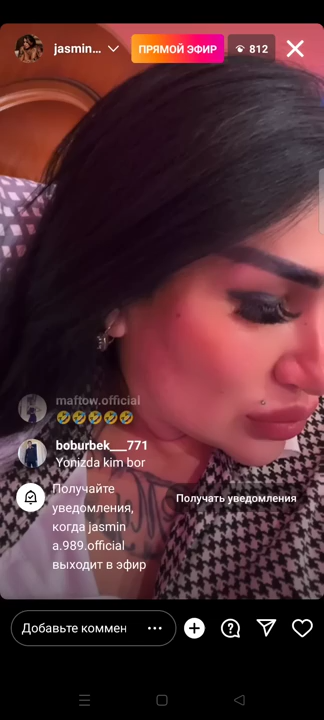 jasmin...
ПРЯМОЙ ЭФИР
812
maftow.official
🤣🤣🤣🤣🤣
boburbek___771
Yonizda kim bor
Получайте
уведомления,
когда jasmin
a.989.official
выходит в эфир
Получать уведомления
Добавьте коммен